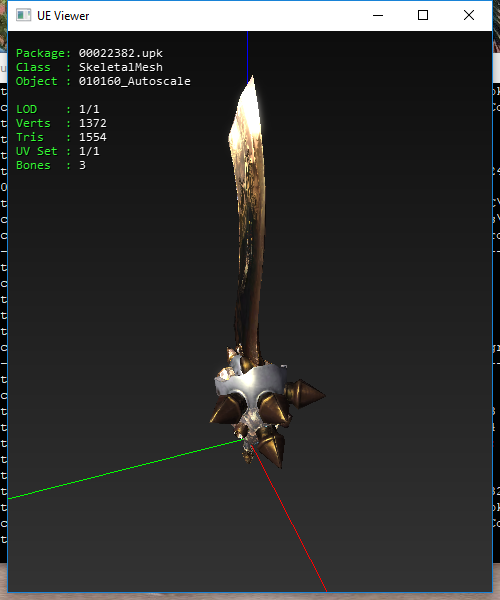 UE Viewer
Package: 00022382.upk
Class : SkeletalMesh
Object : 010160_Autoscale
LOD : 1/1
Verts : 1372
Tris : 1554
UV Set : 1/1
Bones : 3